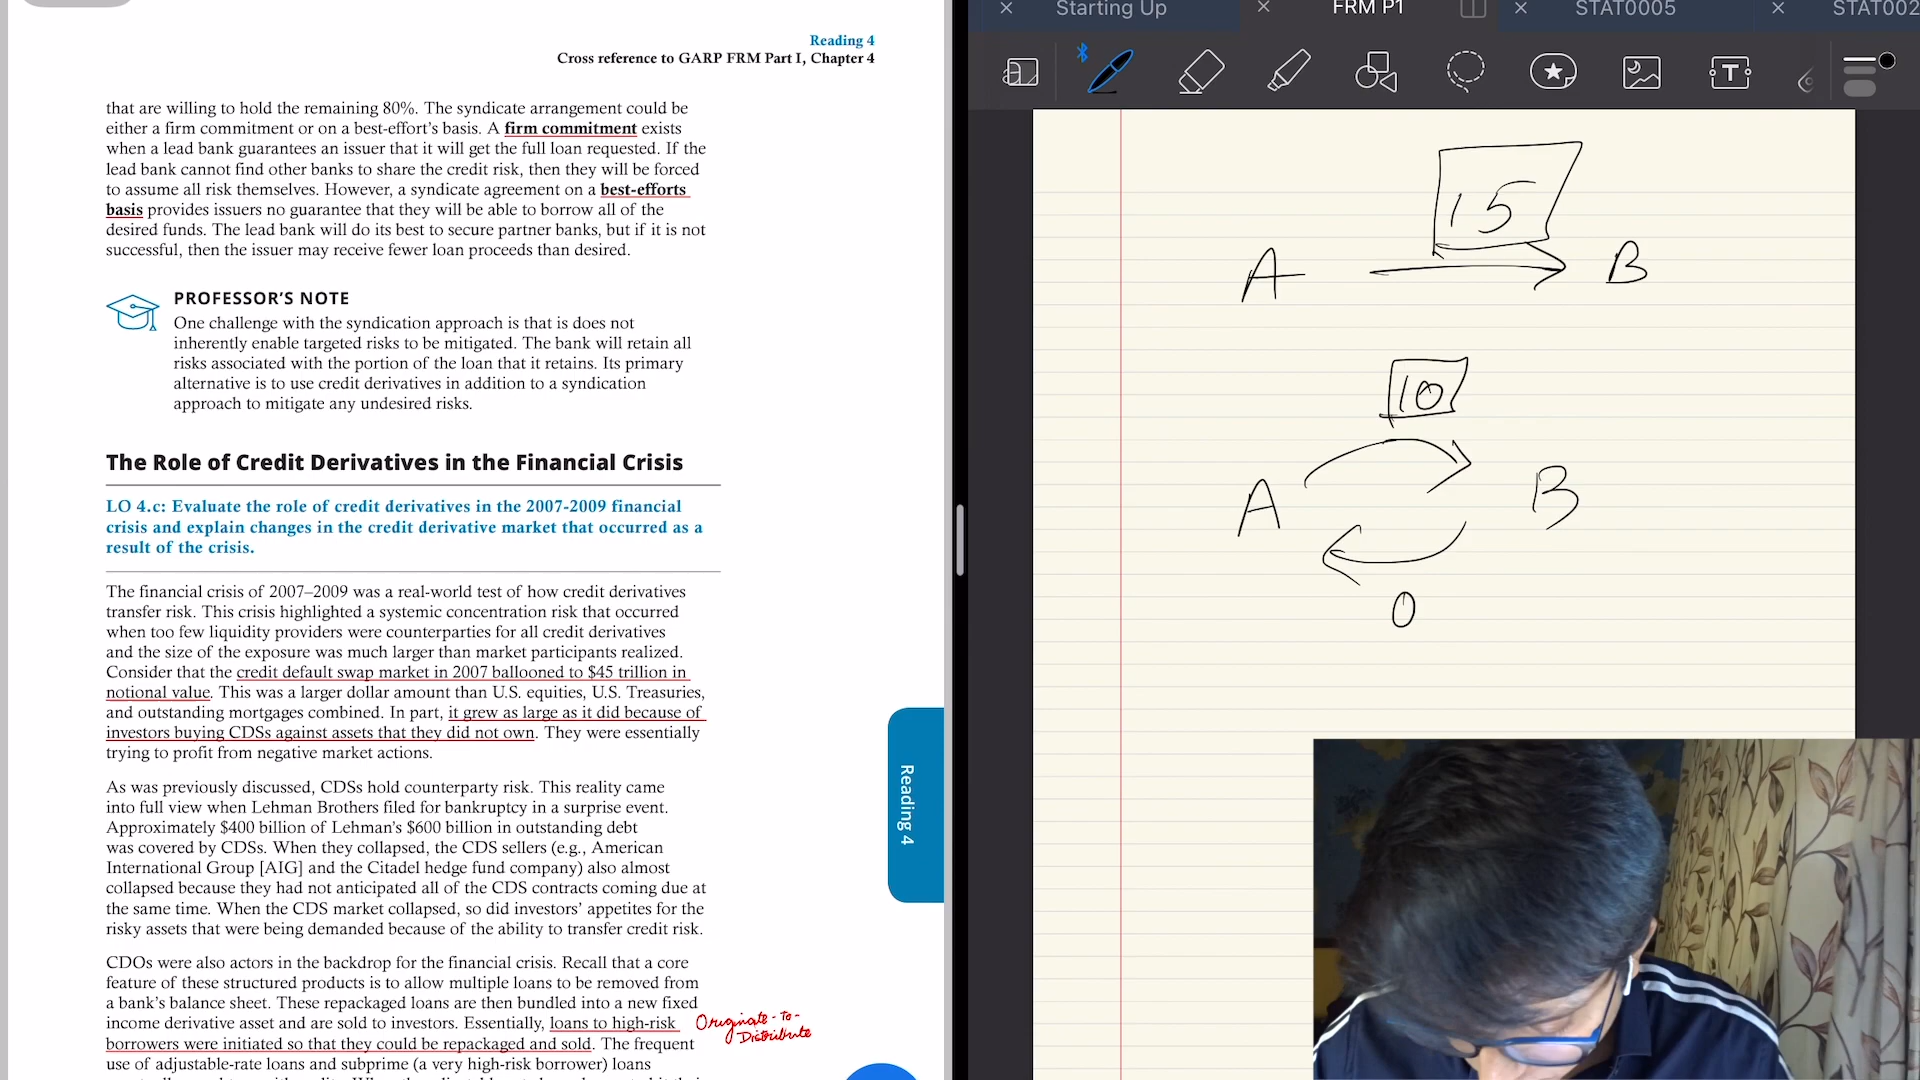 Reading 4
Cross reference to GARP FRM Part I, Chapter 4
that are willing to hold the remaining 80%. The syndicate arrangement could be
either a firm commitment or on a best-effort's basis. A firm commitment exists
when a lead bank guarantees an issuer that it will get the full loan requested. If the
lead bank cannot find other banks to share the credit risk, then they will be forced
to assume all risk themselves. However, a syndicate agreement on a best-efforts
basis provides issuers no guarantee that they will be able to borrow all of the
desired funds. The lead bank will do its best to secure partner banks, but if it is not
successful, then the issuer may receive fewer loan proceeds than desired.
PROFESSOR'S NOTE
One challenge with the syndication approach is that is does not
inherently enable targeted risks to be mitigated. The bank will retain all
risks associated with the portion of the loan that it retains. Its primary
alternative is to use credit derivatives in addition to a syndication
approach to mitigate any undesired risks.
The Role of Credit Derivatives in the Financial Crisis
LO 4.c: Evaluate the role of credit derivatives in the 2007-2009 financial
crisis and explain changes in the credit derivative market that occurred as a
result of the crisis.
The financial crisis of 2007–2009 was a real-world test of how credit derivatives
transfer risk. This crisis highlighted a systemic concentration risk that occurred
when too few liquidity providers were counterparties for all credit derivatives
and the size of the exposure was much larger than market participants realized.
Consider that the credit default swap market in 2007 ballooned to $45 trillion in
notional value. This was a larger dollar amount than U.S. equities, U.S. Treasuries,
and outstanding mortgages combined. In part, it grew as large as it did because of
investors buying CDSs against assets that they did not own. They were essentially
trying to profit from negative market actions.
As was previously discussed, CDSs hold counterparty risk. This reality came
into full view when Lehman Brothers filed for bankruptcy in a surprise event.
Approximately $400 billion of Lehman's $600 billion in outstanding debt
was covered by CDSs. When they collapsed, the CDS sellers (e.g., American
International Group [AIG] and the Citadel hedge fund company) also almost
collapsed because they had not anticipated all of the CDS contracts coming due at
the same time. When the CDS market collapsed, so did investors' appetites for the
risky assets that were being demanded because of the ability to transfer credit risk.
CDOs were also actors in the backdrop for the financial crisis. Recall that a core
feature of these structured products is to allow multiple loans to be removed from
a bank's balance sheet. These repackaged loans are then bundled into a new fixed
income derivative asset and are sold to investors. Essentially, loans to high-risk
borrowers were initiated so that they could be repackaged and sold. The frequent
use of adjustable-rate loans and subprime (a very high-risk borrower) loans
Originate-to-
Distribute
Reading 4
Starting Up
FRM P1
STAT0005
STAT002
T
15
A
B
10
A
B
0